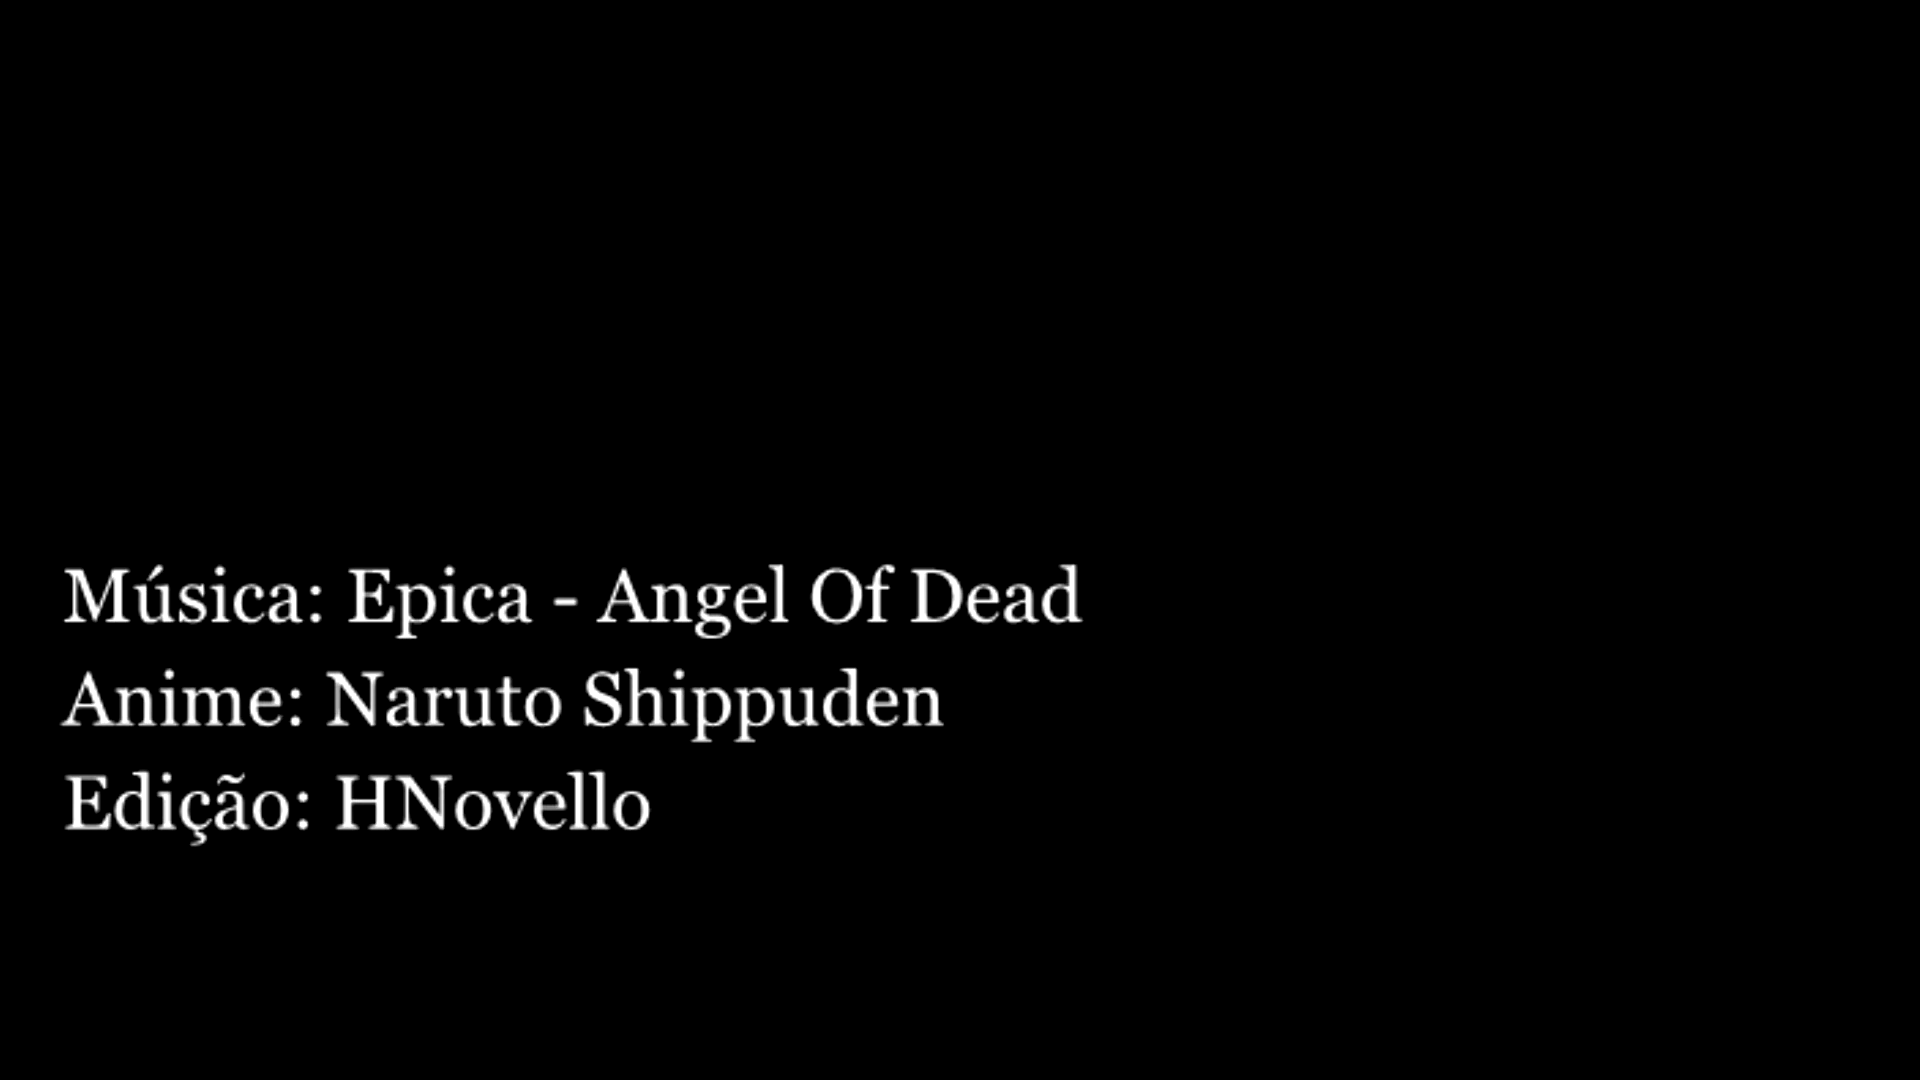 Música: Epica - Angel Of Dead
Anime: Naruto Shippuden
Edição: HNovello